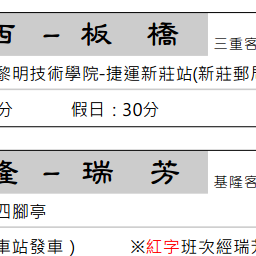 西 – 板 橋 三重客
黎明技術學院-捷運新莊站(新莊郵局
分 假日：30分
隆 – 瑞 芳 基隆客
四腳亭
車站發車） ※紅字班次經瑞芳